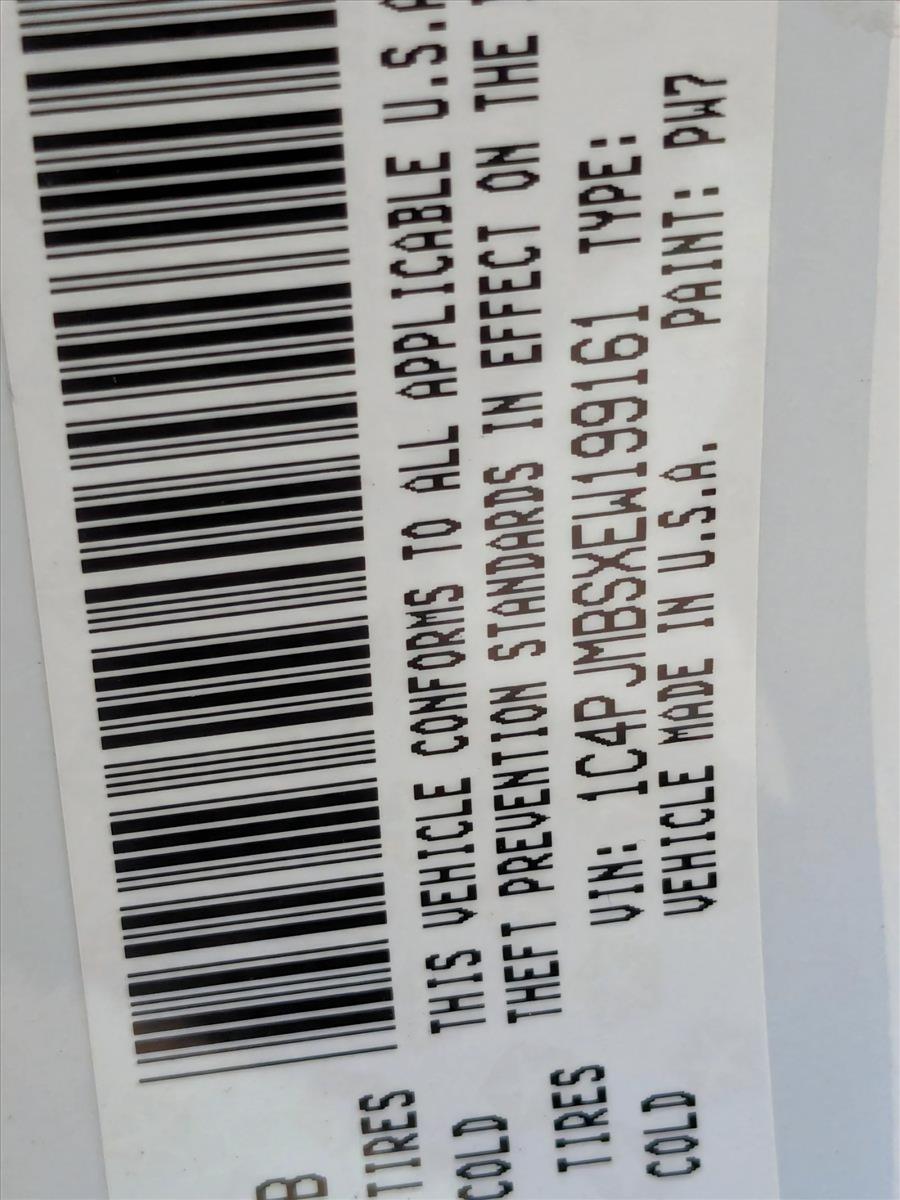 THIS VEHICLE CONFORMS TO ALL APPLICABLE U.S.A
THEFT PREVENTION STANDARDS IN EFFECT ON THE
VIN: 1C4PJMBSXEW199161 TYPE:
VEHICLE MADE IN U.S.A. PAINT: PW7
B
TIRES
COLD
TIRES
COLD